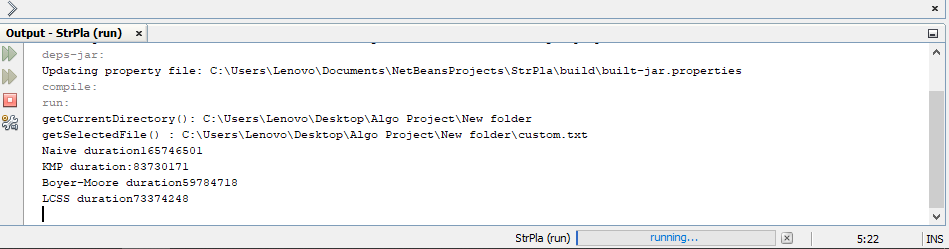 Output - StrPla (run)
deps-jar:
Updating property file: C:\Users\Lenovo\Documents\NetBeansProjects\StrPla\build\built-jar.properties
compile:
run:
getCurrentDirectory(): C:\Users\Lenovo\Desktop\Algo Project\New folder
getSelectedFile() : C:\Users\Lenovo\Desktop\Algo Project\New folder\custom.txt
Naive duration165746501
KMP duration:83730171
Boyer-Moore duration59784718
LCSS duration73374248
StrPla (run) running... 5:22 INS